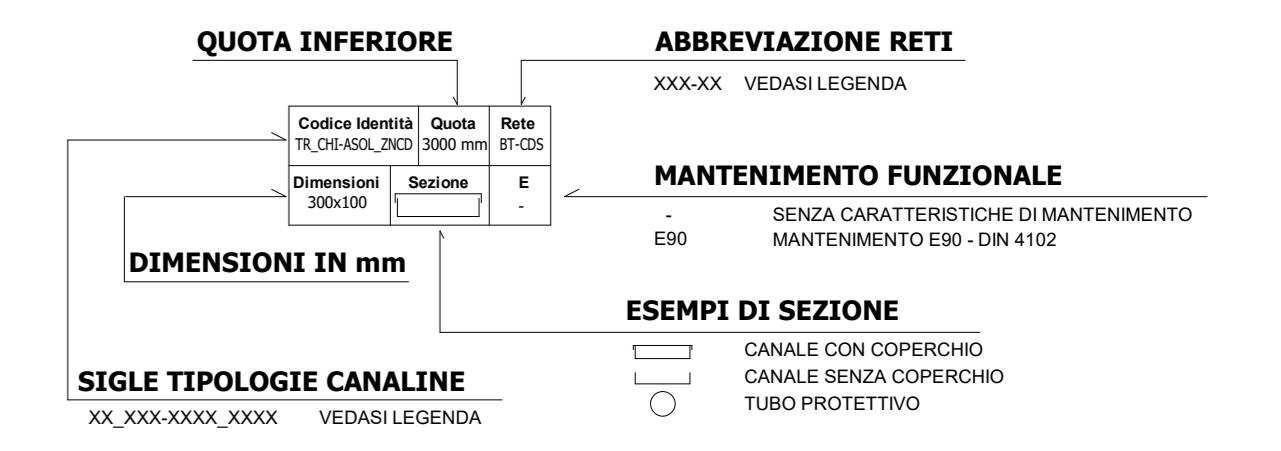 QUOTA INFERIORE
ABBREVIAZIONE RETI
XXX-XX VEDASI LEGENDA
Codice Identità Quota Rete
TR_CHI-ASOL_ZNCD 3000 mm BT-CDS
Dimensioni Sezione E
300x100 -
MANTENIMENTO FUNZIONALE
- SENZA CARATTERISTICHE DI MANTENIMENTO
E90 MANTENIMENTO E90 - DIN 4102
DIMENSIONI IN mm
ESEMPI DI SEZIONE
CANALE CON COPERCHIO
CANALE SENZA COPERCHIO
TUBO PROTETTIVO
SIGLE TIPOLOGIE CANALINE
XX_XXX-XXXX_XXXX VEDASI LEGENDA